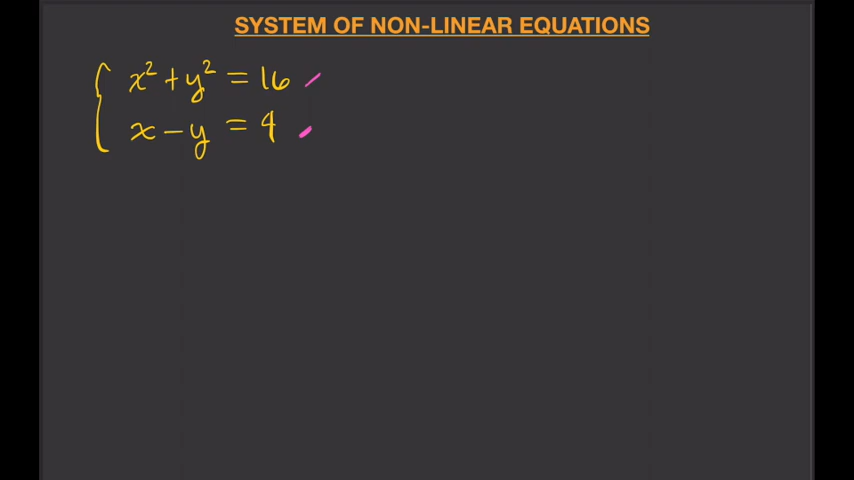 SYSTEM OF NON-LINEAR EQUATIONS
x² + y² = 16
x − y = 4